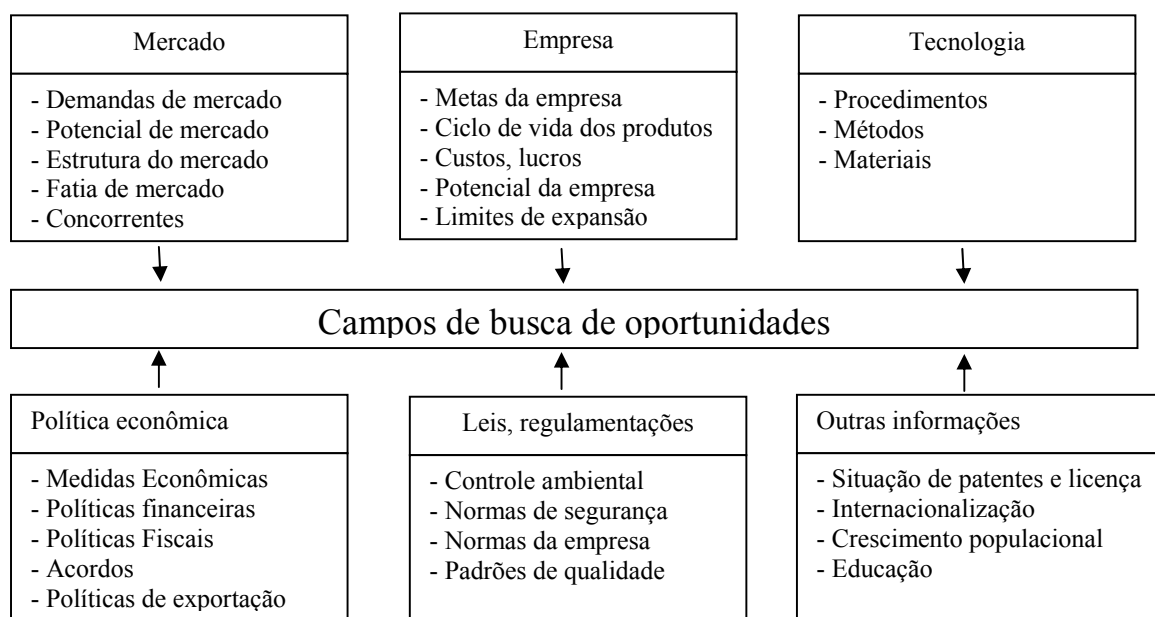 Mercado
- Demandas de mercado
- Potencial de mercado
- Estrutura do mercado
- Fatia de mercado
- Concorrentes
Empresa
- Metas da empresa
- Ciclo de vida dos produtos
- Custos, lucros
- Potencial da empresa
- Limites de expansão
Tecnologia
- Procedimentos
- Métodos
- Materiais
Campos de busca de oportunidades
Política econômica
- Medidas Econômicas
- Políticas financeiras
- Políticas Fiscais
- Acordos
- Políticas de exportação
Leis, regulamentações
- Controle ambiental
- Normas de segurança
- Normas da empresa
- Padrões de qualidade
Outras informações
- Situação de patentes e licença
- Internacionalização
- Crescimento populacional
- Educação